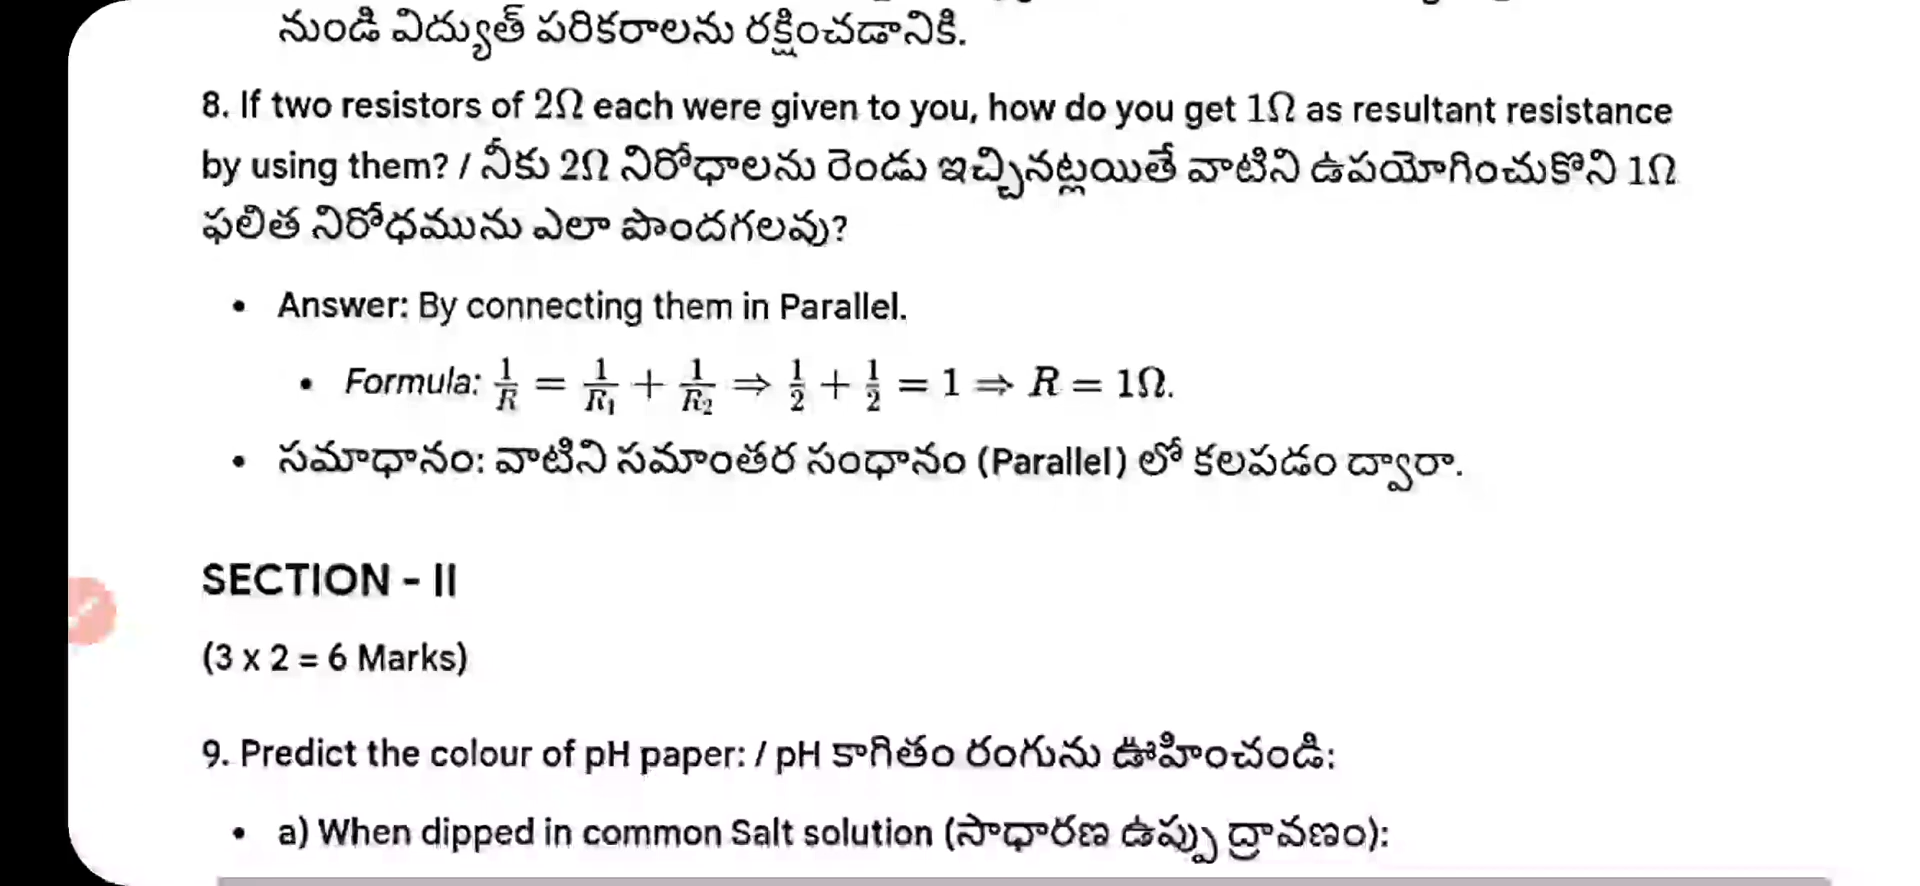 నుండి విద్యుత్ పరికరాలను రక్షించడానికి.
8. If two resistors of 2Ω each were given to you, how do you get 1Ω as resultant resistance
by using them? / నీకు 2Ω నిరోధాలను రెండు ఇచ్చినట్లయితే వాటిని ఉపయోగించుకొని 1Ω
ఫలిత నిరోధమును ఎలా పొందగలవు?
• Answer: By connecting them in Parallel.
• Formula: 1/R = 1/R₁ + 1/R₂ ⇒ 1/2 + 1/2 = 1 ⇒ R = 1Ω.
• సమాధానం: వాటిని సమాంతర సంధానం (Parallel) లో కలపడం ద్వారా.
SECTION - II
(3 x 2 = 6 Marks)
9. Predict the colour of pH paper: / pH కాగితం రంగును ఊహించండి:
• a) When dipped in common Salt solution (సాధారణ ఉప్పు ద్రావణం):